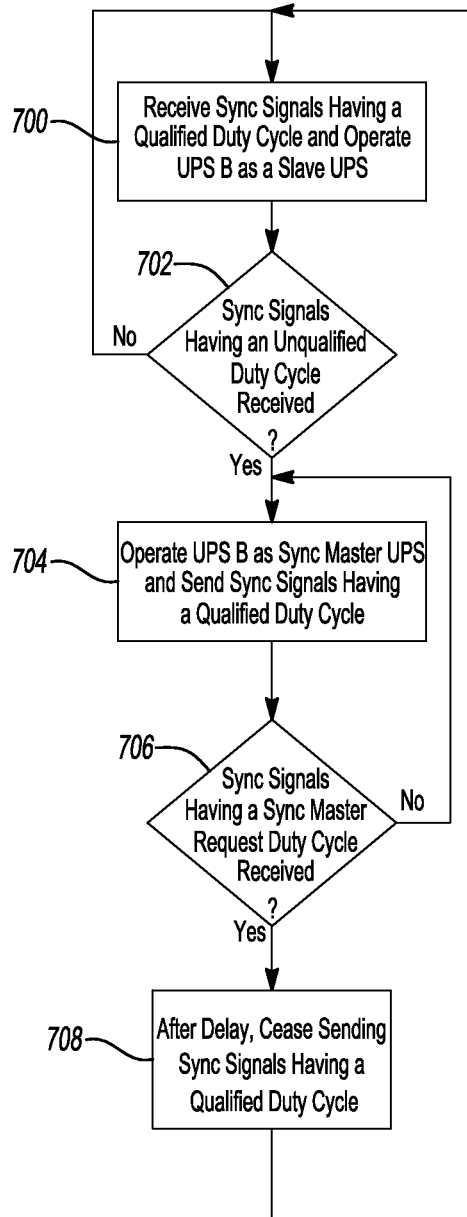 700
Receive Sync Signals Having a
Qualified Duty Cycle and Operate
UPS B as a Slave UPS
702
Sync Signals
Having an Unqualified
Duty Cycle
Received
?
No
Yes
704
Operate UPS B as Sync Master UPS
and Send Sync Signals Having
a Qualified Duty Cycle
706
Sync Signals
Having a Sync Master
Request Duty Cycle
Received
?
No
Yes
708
After Delay, Cease Sending
Sync Signals Having a
Qualified Duty Cycle